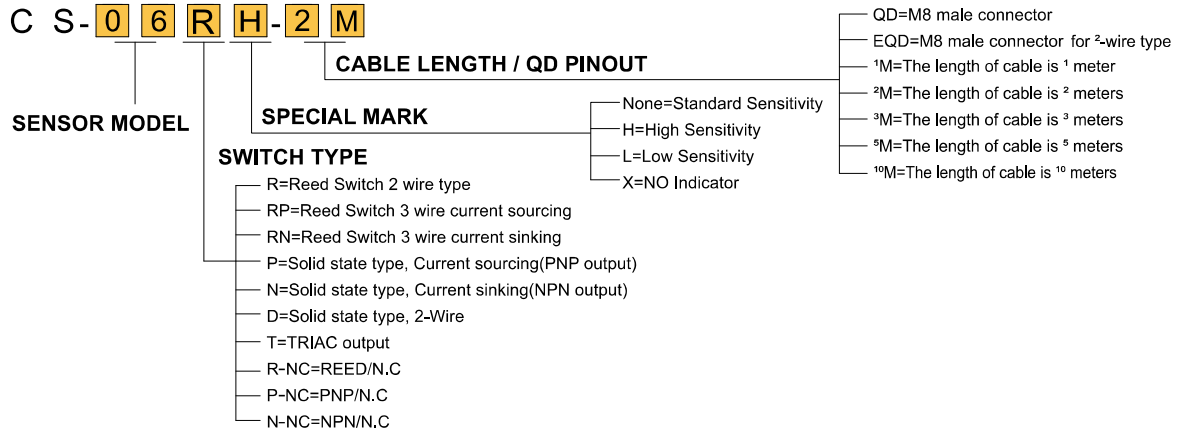 C S-06RH-2M
QD=M8 male connector
EQD=M8 male connector for ²-wire type
¹M=The length of cable is ¹ meter
²M=The length of cable is ² meters
³M=The length of cable is ³ meters
⁵M=The length of cable is ⁵ meters
¹⁰M=The length of cable is ¹⁰ meters
CABLE LENGTH / QD PINOUT
SPECIAL MARK
None=Standard Sensitivity
H=High Sensitivity
L=Low Sensitivity
X=NO Indicator
SENSOR MODEL
SWITCH TYPE
R=Reed Switch 2 wire type
RP=Reed Switch 3 wire current sourcing
RN=Reed Switch 3 wire current sinking
P=Solid state type, Current sourcing(PNP output)
N=Solid state type, Current sinking(NPN output)
D=Solid state type, 2-Wire
T=TRIAC output
R-NC=REED/N.C
P-NC=PNP/N.C
N-NC=NPN/N.C